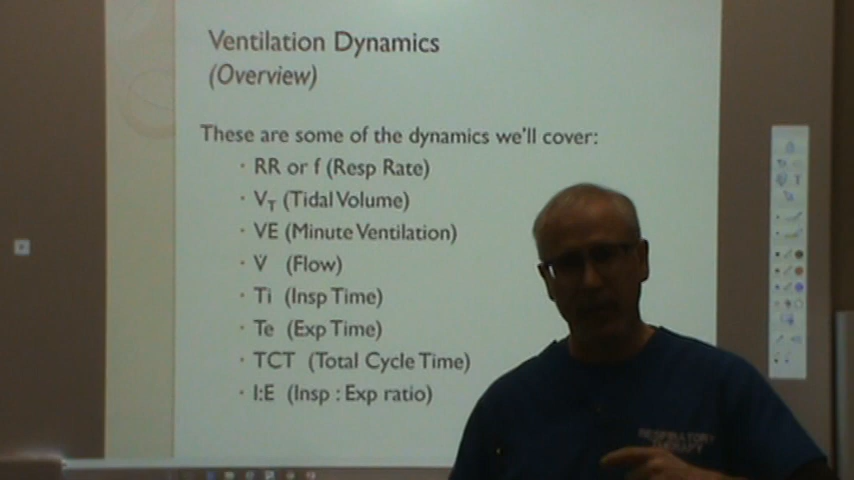 Ventilation Dynamics
(Overview)
These are some of the dynamics we'll cover:
• RR or f (Resp Rate)
• VT (Tidal Volume)
• VE (Minute Ventilation)
• V̇ (Flow)
• Ti (Insp Time)
• Te (Exp Time)
• TCT (Total Cycle Time)
• I:E (Insp : Exp ratio)
RESPIRATORY
THERAPY